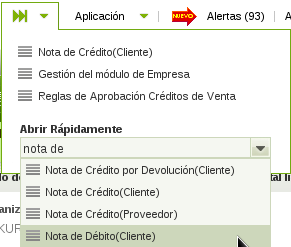 Aplicación
NUEVO
Alertas (93)
Nota de Crédito(Cliente)
Gestión del módulo de Empresa
Reglas de Aprobación Créditos de Venta
Abrir Rápidamente
nota de
Nota de Crédito por Devolución(Cliente)
Nota de Crédito(Cliente)
Nota de Crédito(Proveedor)
Nota de Débito(Cliente)